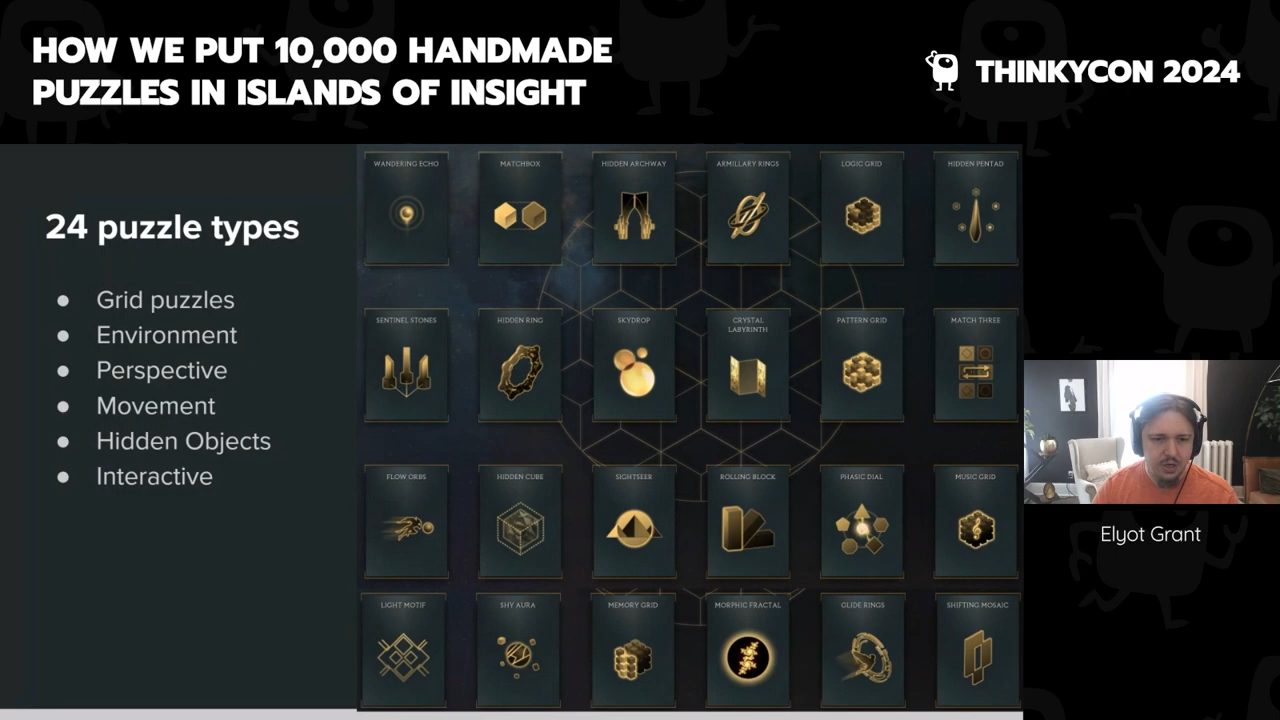 HOW WE PUT 10,000 HANDMADE
PUZZLES IN ISLANDS OF INSIGHT
THINKYCON 2024
24 puzzle types
● Grid puzzles
● Environment
● Perspective
● Movement
● Hidden Objects
● Interactive
WANDERING ECHO
MATCHBOX
HIDDEN ARCHWAY
ARMILLARY RINGS
LOGIC GRID
HIDDEN PENTAD
SENTINEL STONES
HIDDEN RING
SKYDROP
CRYSTAL
LABYRINTH
PATTERN GRID
MATCH THREE
FLOW ORBS
HIDDEN CUBE
SIGHTSEER
ROLLING BLOCK
PHASIC DIAL
MUSIC GRID
LIGHT MOTIF
SHY AURA
MEMORY GRID
MORPHIC FRACTAL
GLIDE RINGS
SHIFTING MOSAIC
Elyot Grant